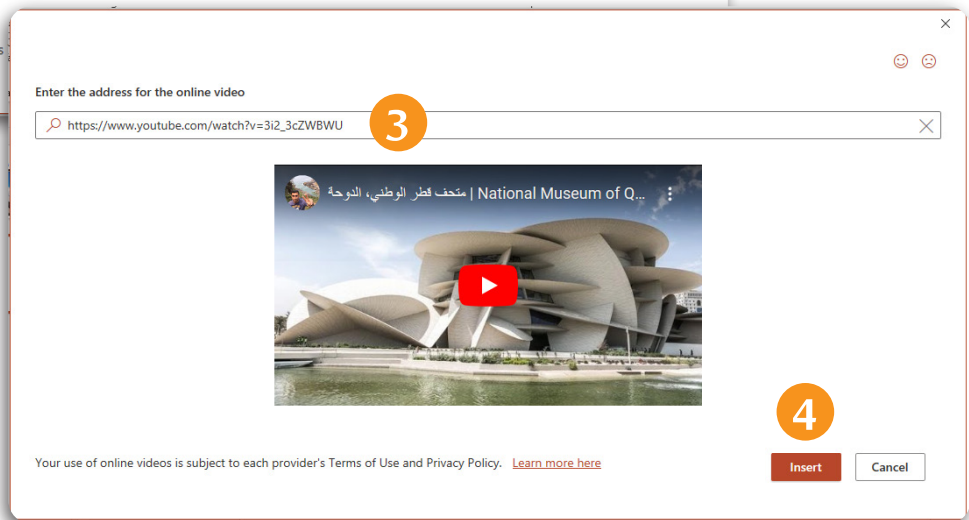 Enter the address for the online video
https://www.youtube.com/watch?v=3i2_3cZWBWU
3
متحف قطر الوطني، الدوحة | National Museum of Q...
4
Your use of online videos is subject to each provider's Terms of Use and Privacy Policy. Learn more here
Insert
Cancel